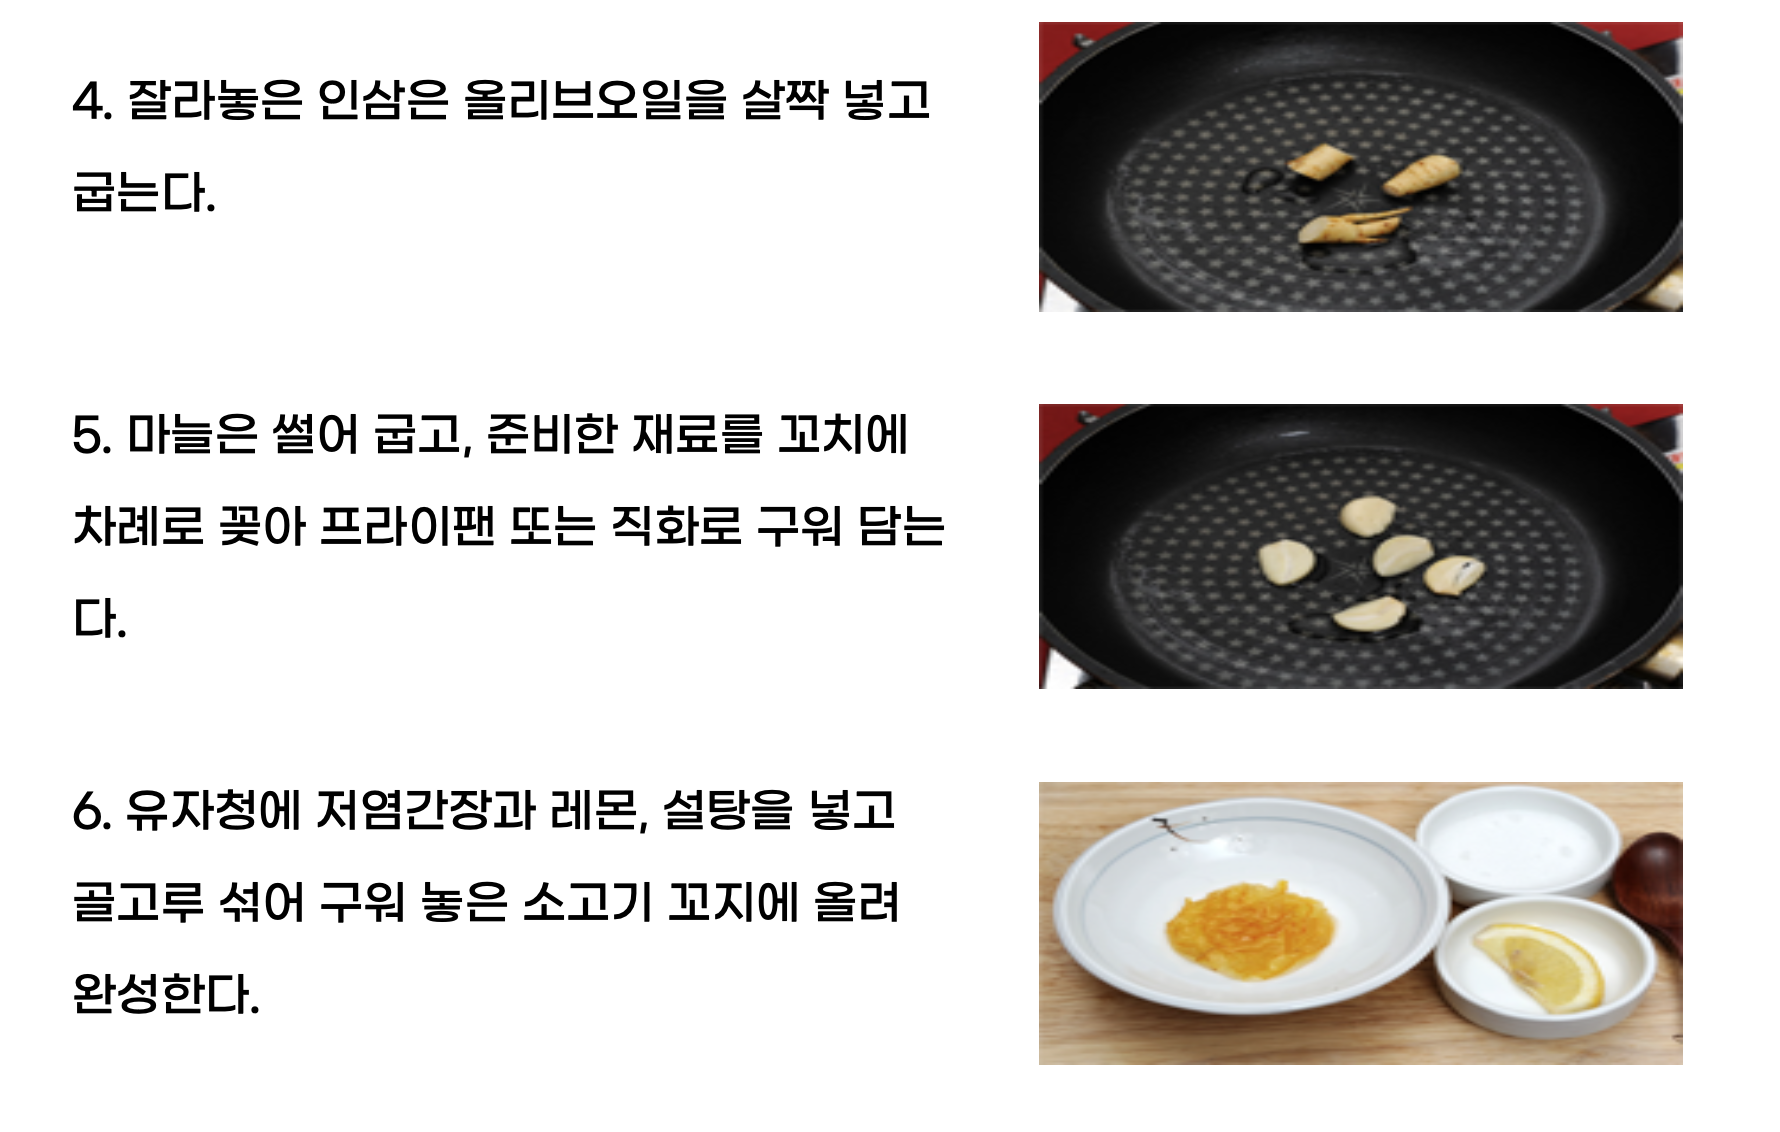 4. 잘라놓은 인삼은 올리브오일을 살짝 넣고
굽는다.
5. 마늘은 썰어 굽고, 준비한 재료를 꼬치에
차례로 꽂아 프라이팬 또는 직화로 구워 담는
다.
6. 유자청에 저염간장과 레몬, 설탕을 넣고
골고루 섞어 구워 놓은 소고기 꼬지에 올려
완성한다.